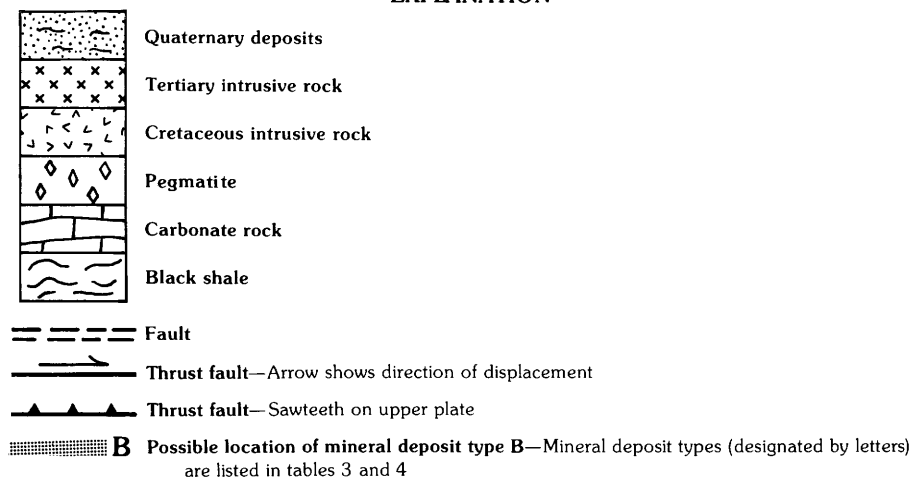 EXPLANATION
Quaternary deposits
Tertiary intrusive rock
Cretaceous intrusive rock
Pegmatite
Carbonate rock
Black shale
Fault
Thrust fault—Arrow shows direction of displacement
Thrust fault—Sawteeth on upper plate
B Possible location of mineral deposit type B—Mineral deposit types (designated by letters)
are listed in tables 3 and 4